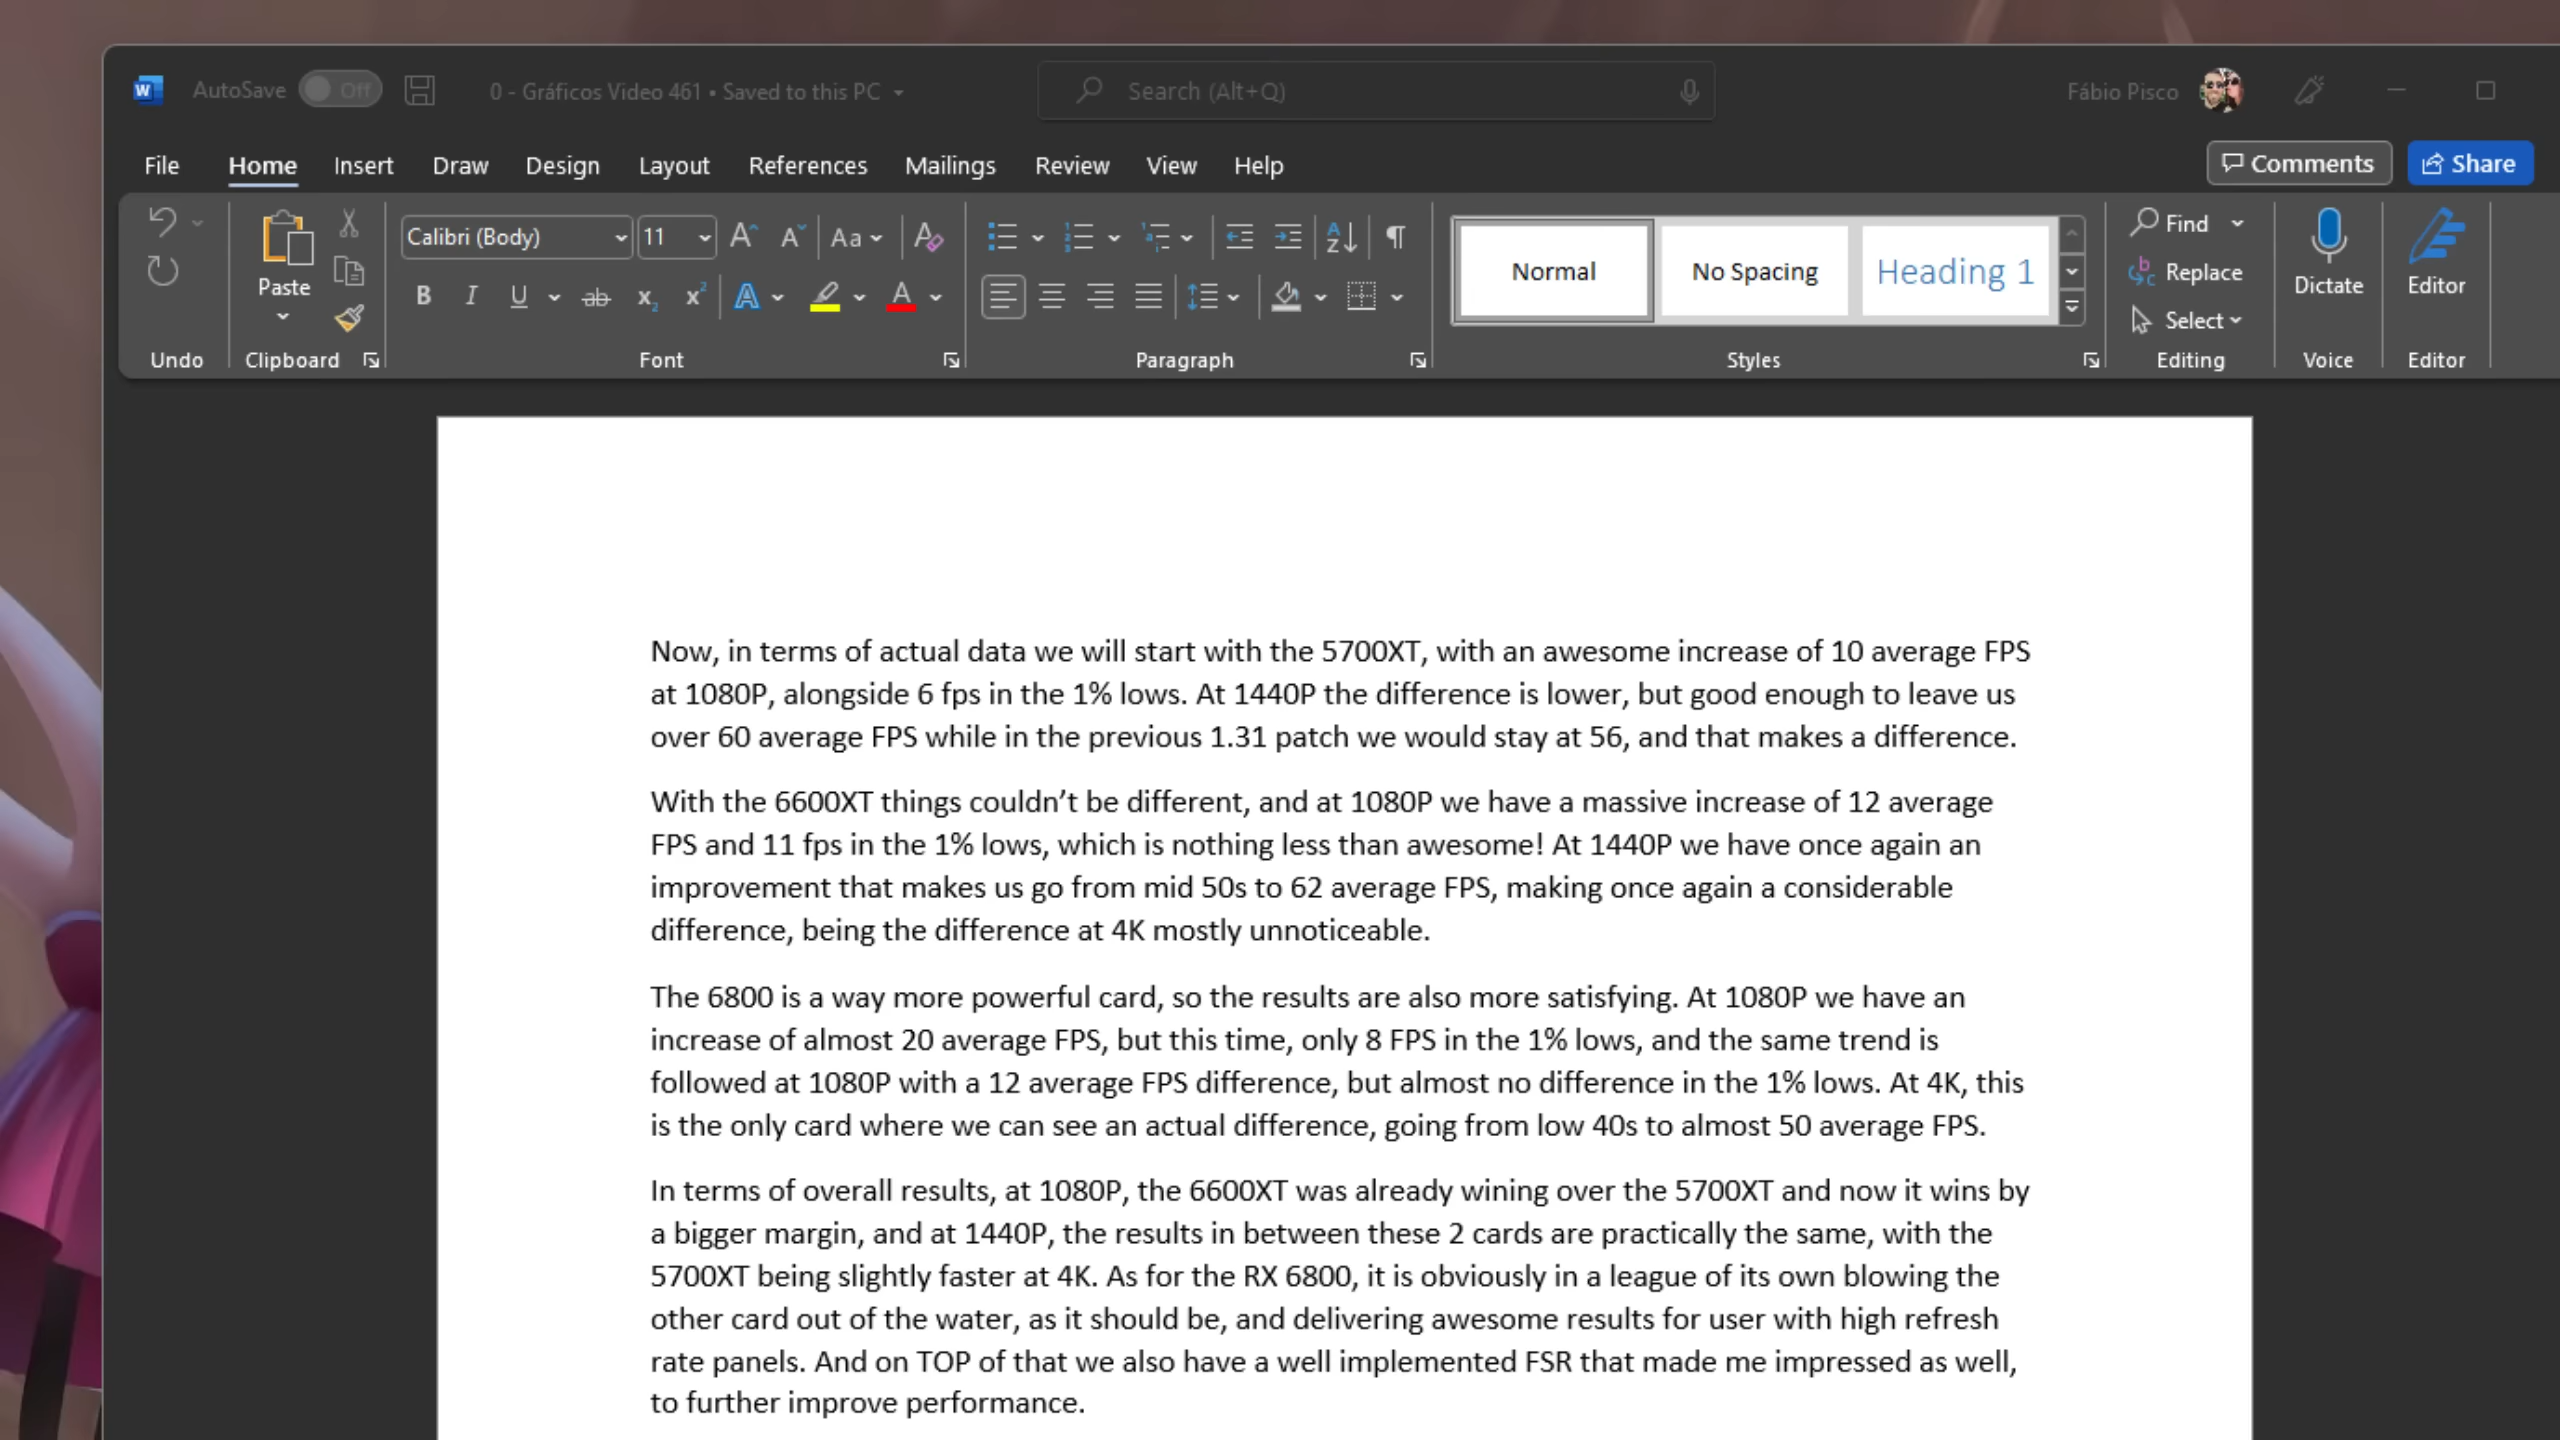 AutoSave Off 0 - Gráficos Video 461 • Saved to this PC Search (Alt+Q) Fábio Pisco
File Home Insert Draw Design Layout References Mailings Review View Help Comments Share
Calibri (Body) 11 Aa Normal No Spacing Heading 1 Find
Paste Replace Dictate Editor
Select
Undo Clipboard Font Paragraph Styles Editing Voice Editor
Now, in terms of actual data we will start with the 5700XT, with an awesome increase of 10 average FPS
at 1080P, alongside 6 fps in the 1% lows. At 1440P the difference is lower, but good enough to leave us
over 60 average FPS while in the previous 1.31 patch we would stay at 56, and that makes a difference.
With the 6600XT things couldn’t be different, and at 1080P we have a massive increase of 12 average
FPS and 11 fps in the 1% lows, which is nothing less than awesome! At 1440P we have once again an
improvement that makes us go from mid 50s to 62 average FPS, making once again a considerable
difference, being the difference at 4K mostly unnoticeable.
The 6800 is a way more powerful card, so the results are also more satisfying. At 1080P we have an
increase of almost 20 average FPS, but this time, only 8 FPS in the 1% lows, and the same trend is
followed at 1080P with a 12 average FPS difference, but almost no difference in the 1% lows. At 4K, this
is the only card where we can see an actual difference, going from low 40s to almost 50 average FPS.
In terms of overall results, at 1080P, the 6600XT was already wining over the 5700XT and now it wins by
a bigger margin, and at 1440P, the results in between these 2 cards are practically the same, with the
5700XT being slightly faster at 4K. As for the RX 6800, it is obviously in a league of its own blowing the
other card out of the water, as it should be, and delivering awesome results for user with high refresh
rate panels. And on TOP of that we also have a well implemented FSR that made me impressed as well,
to further improve performance.